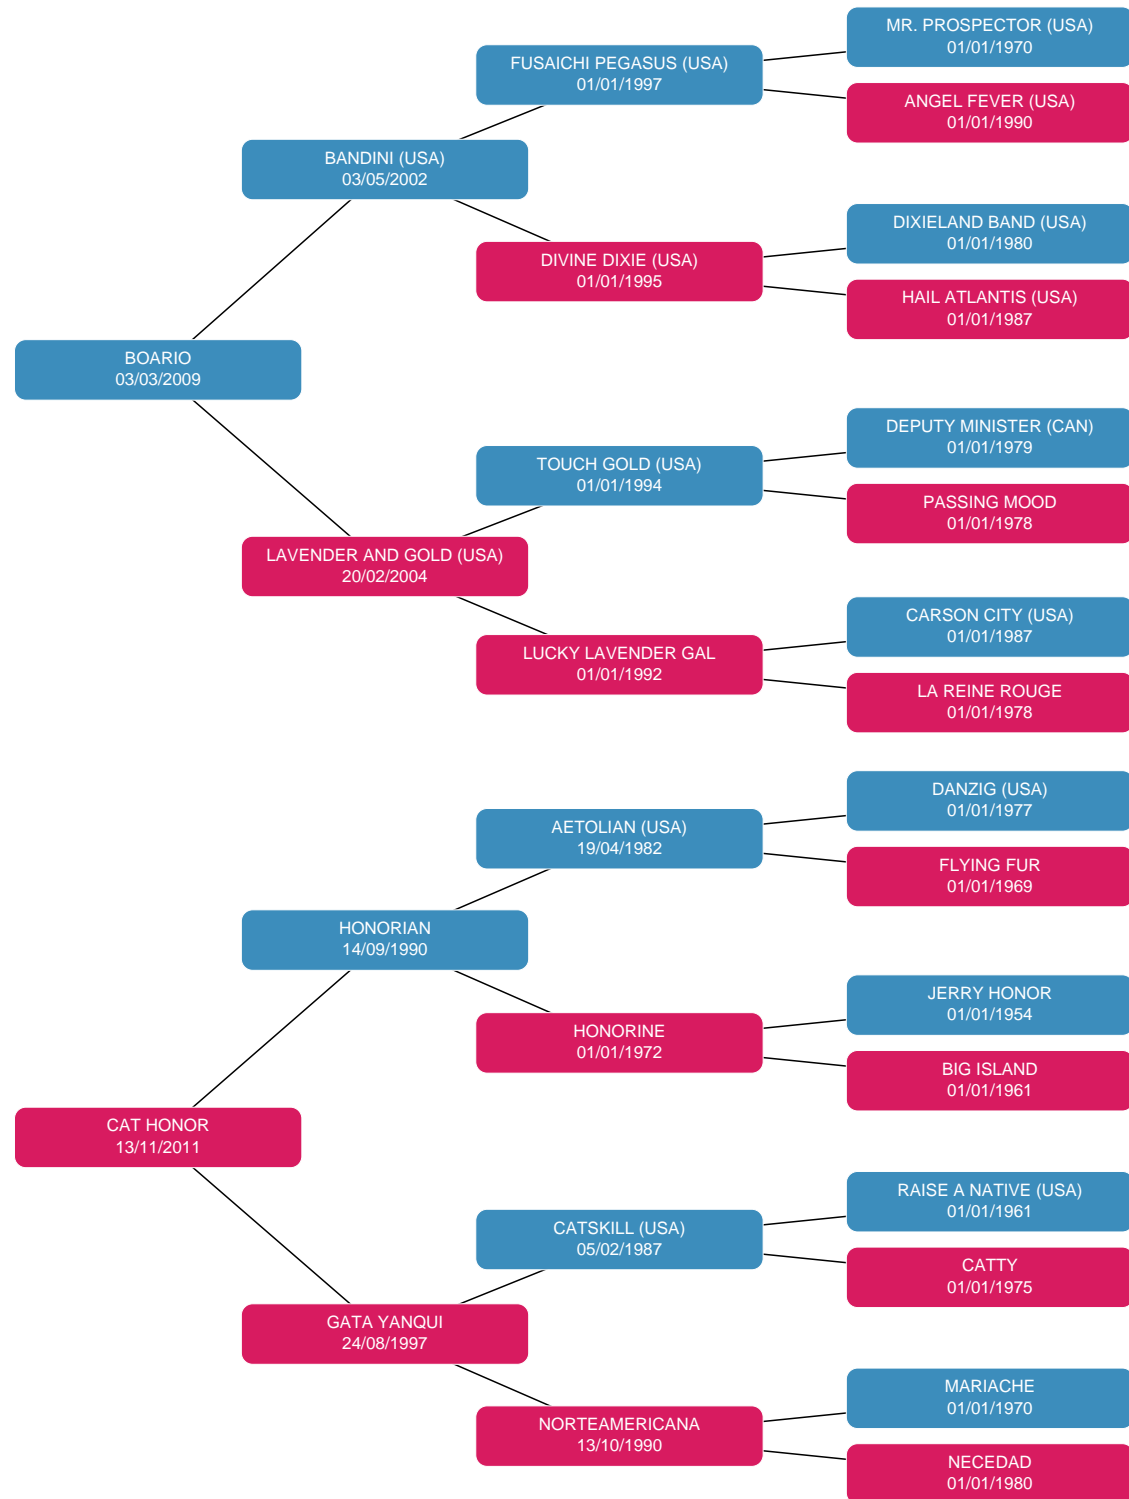 MR. PROSPECTOR (USA)
01/01/1970
FUSAICHI PEGASUS (USA)
01/01/1997
ANGEL FEVER (USA)
01/01/1990
BANDINI (USA)
03/05/2002
DIXIELAND BAND (USA)
01/01/1980
DIVINE DIXIE (USA)
01/01/1995
HAIL ATLANTIS (USA)
01/01/1987
BOARIO
03/03/2009
DEPUTY MINISTER (CAN)
01/01/1979
TOUCH GOLD (USA)
01/01/1994
PASSING MOOD
01/01/1978
LAVENDER AND GOLD (USA)
20/02/2004
CARSON CITY (USA)
01/01/1987
LUCKY LAVENDER GAL
01/01/1992
LA REINE ROUGE
01/01/1978
DANZIG (USA)
01/01/1977
AETOLIAN (USA)
19/04/1982
FLYING FUR
01/01/1969
HONORIAN
14/09/1990
JERRY HONOR
01/01/1954
HONORINE
01/01/1972
BIG ISLAND
01/01/1961
CAT HONOR
13/11/2011
RAISE A NATIVE (USA)
01/01/1961
CATSKILL (USA)
05/02/1987
CATTY
01/01/1975
GATA YANQUI
24/08/1997
MARIACHE
01/01/1970
NORTEAMERICANA
13/10/1990
NECEDAD
01/01/1980